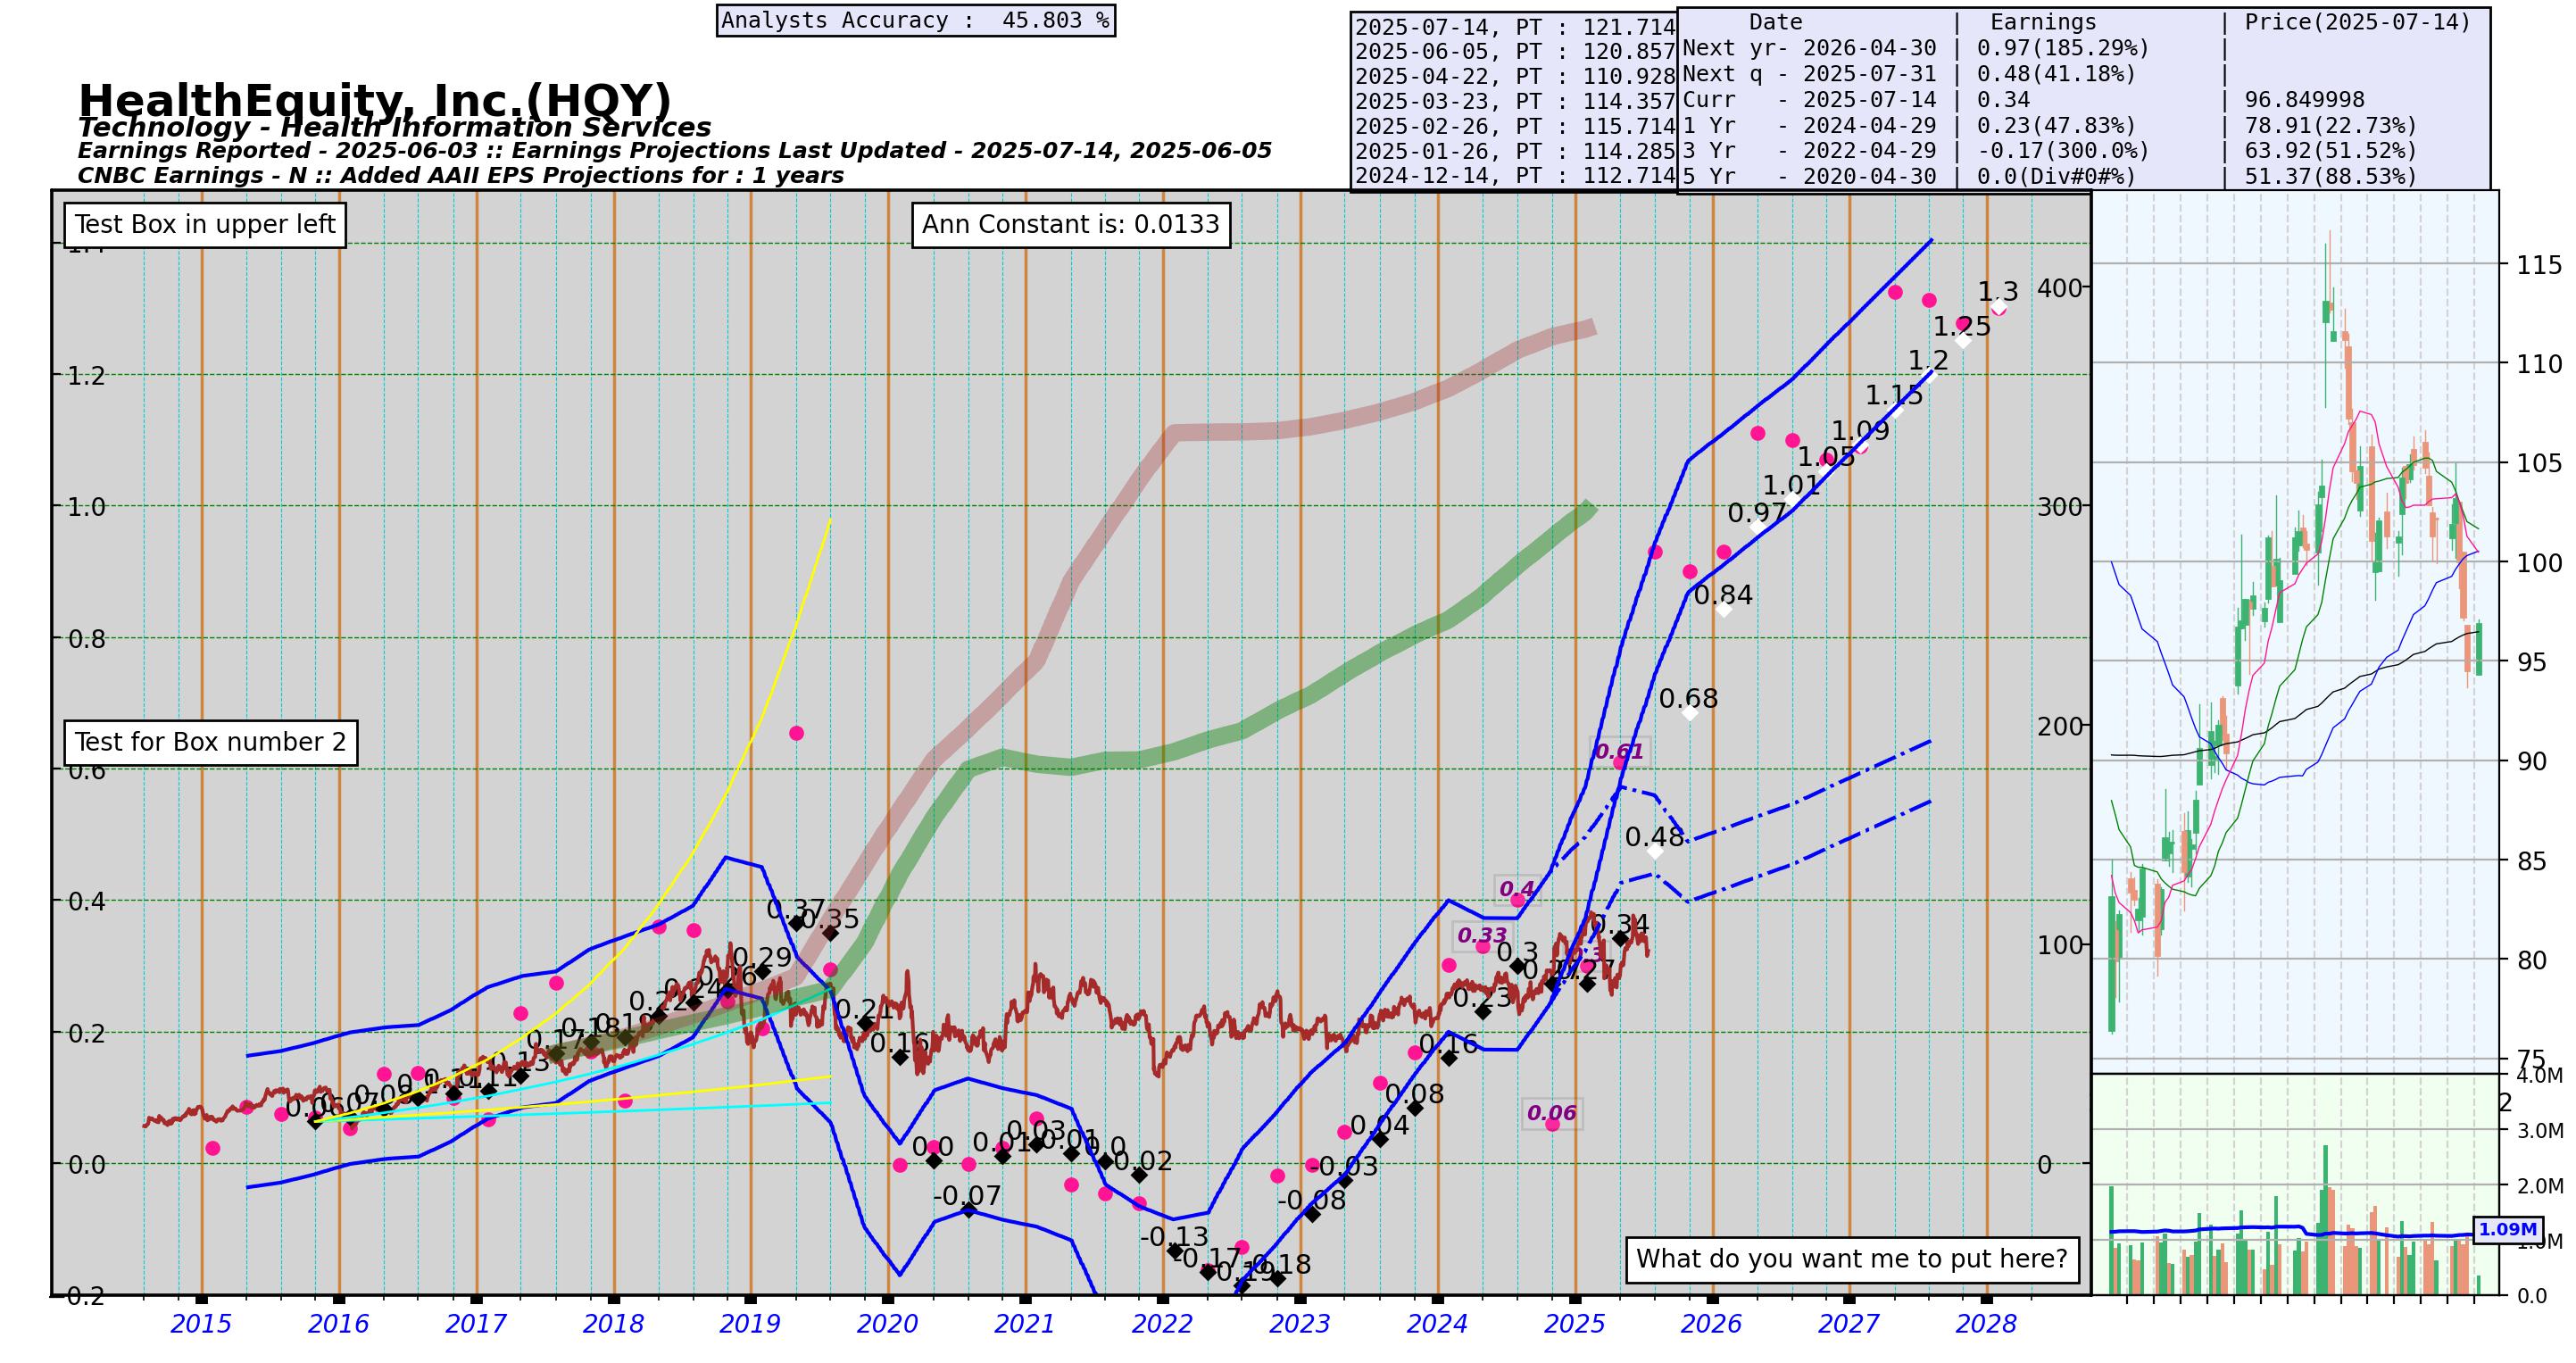 Analysts Accuracy :  45.803 %
HealthEquity, Inc.(HQY)
Technology - Health Information Services
Earnings Reported - 2025-06-03 :: Earnings Projections Last Updated - 2025-07-14, 2025-06-05
CNBC Earnings - N :: Added AAII EPS Projections for : 1 years
2025-07-14, PT : 121.714
2025-06-05, PT : 120.857
2025-04-22, PT : 110.928
2025-03-23, PT : 114.357
2025-02-26, PT : 115.714
2025-01-26, PT : 114.285
2024-12-14, PT : 112.714
Date | Earnings | Price(2025-07-14)
Next yr- 2026-04-30 | 0.97(185.29%) |
Next q - 2025-07-31 | 0.48(41.18%) |
Curr - 2025-07-14 | 0.34 | 96.849998
1 Yr - 2024-04-29 | 0.23(47.83%) | 78.91(22.73%)
3 Yr - 2022-04-29 | -0.17(300.0%) | 63.92(51.52%)
5 Yr - 2020-04-30 | 0.0(Div#0#%) | 51.37(88.53%)
Test Box in upper left
Ann Constant is: 0.0133
Test for Box number 2
What do you want me to put here?
1.2
1.0
0.8
0.6
0.4
0.2
0.0
-0.2
400
300
200
100
0
0.13
0.29
0.37
0.35
0.21
0.16
0.0
-0.07
0.03
0.0
-0.02
-0.13
-0.17
-0.08
-0.03
0.04
0.08
0.16
0.23
0.3
0.27
0.34
0.33
0.4
0.06
0.61
0.48
0.68
0.84
0.97
1.01
1.05
1.09
1.15
1.2
1.25
1.3
2015 2016 2017 2018 2019 2020 2021 2022 2023 2024 2025 2026 2027 2028
115
110
105
100
95
90
85
80
75
4.0M
3.0M
2.0M
1.09M
0.0